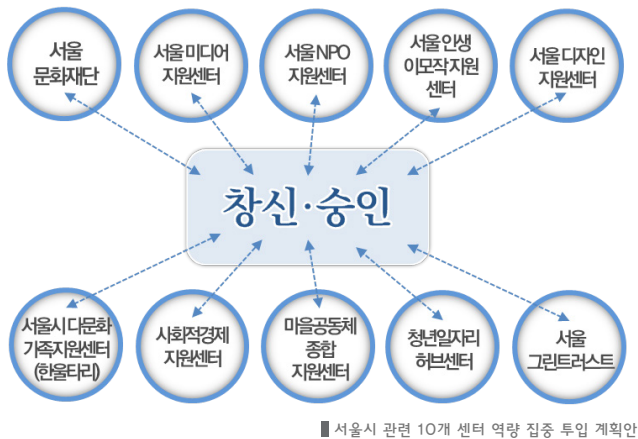 서울
문화재단
서울 미디어
지원센터
서울 NPO
지원센터
서울 인생
이모작 지원
센터
서울 디자인
지원센터
창신·숭인
서울시 다문화
가족지원센터
(한울타리)
사회적경제
지원센터
마을공동체
종합
지원센터
청년일자리
허브센터
서울
그린트러스트
서울시 관련 10개 센터 역량 집중 투입 계획안